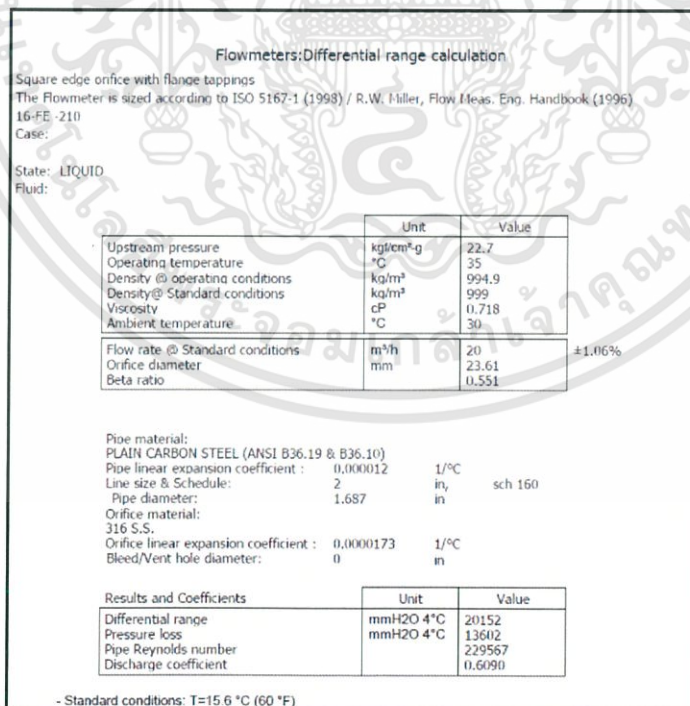 Flowmeters:Differential range calculation
Square edge orifice with flange tappings
The Flowmeter is sized according to ISO 5167-1 (1998) / R.W. Miller, Flow Meas. Eng. Handbook (1996)
16-FE -210
Case:
State: LIQUID
Fluid:
Unit Value
Upstream pressure kgf/cm²-g 22.7
Operating temperature °C 35
Density @ operating conditions kg/m³ 994.9
Density@ Standard conditions kg/m³ 999
Viscosity cP 0.718
Ambient temperature °C 30
Flow rate @ Standard conditions m³/h 20 ±1.06%
Orifice diameter mm 23.61
Beta ratio 0.551
Pipe material:
PLAIN CARBON STEEL (ANSI B36.19 & B36.10)
Pipe linear expansion coefficient : 0.000012 1/°C
Line size & Schedule: 2 in, sch 160
Pipe diameter: 1.687 in
Orifice material:
316 S.S.
Orifice linear expansion coefficient : 0.0000173 1/°C
Bleed/Vent hole diameter: 0 in
Results and Coefficients Unit Value
Differential range mmH2O 4°C 20152
Pressure loss mmH2O 4°C 13602
Pipe Reynolds number 229567
Discharge coefficient 0.6090
- Standard conditions: T=15.6 °C (60 °F)